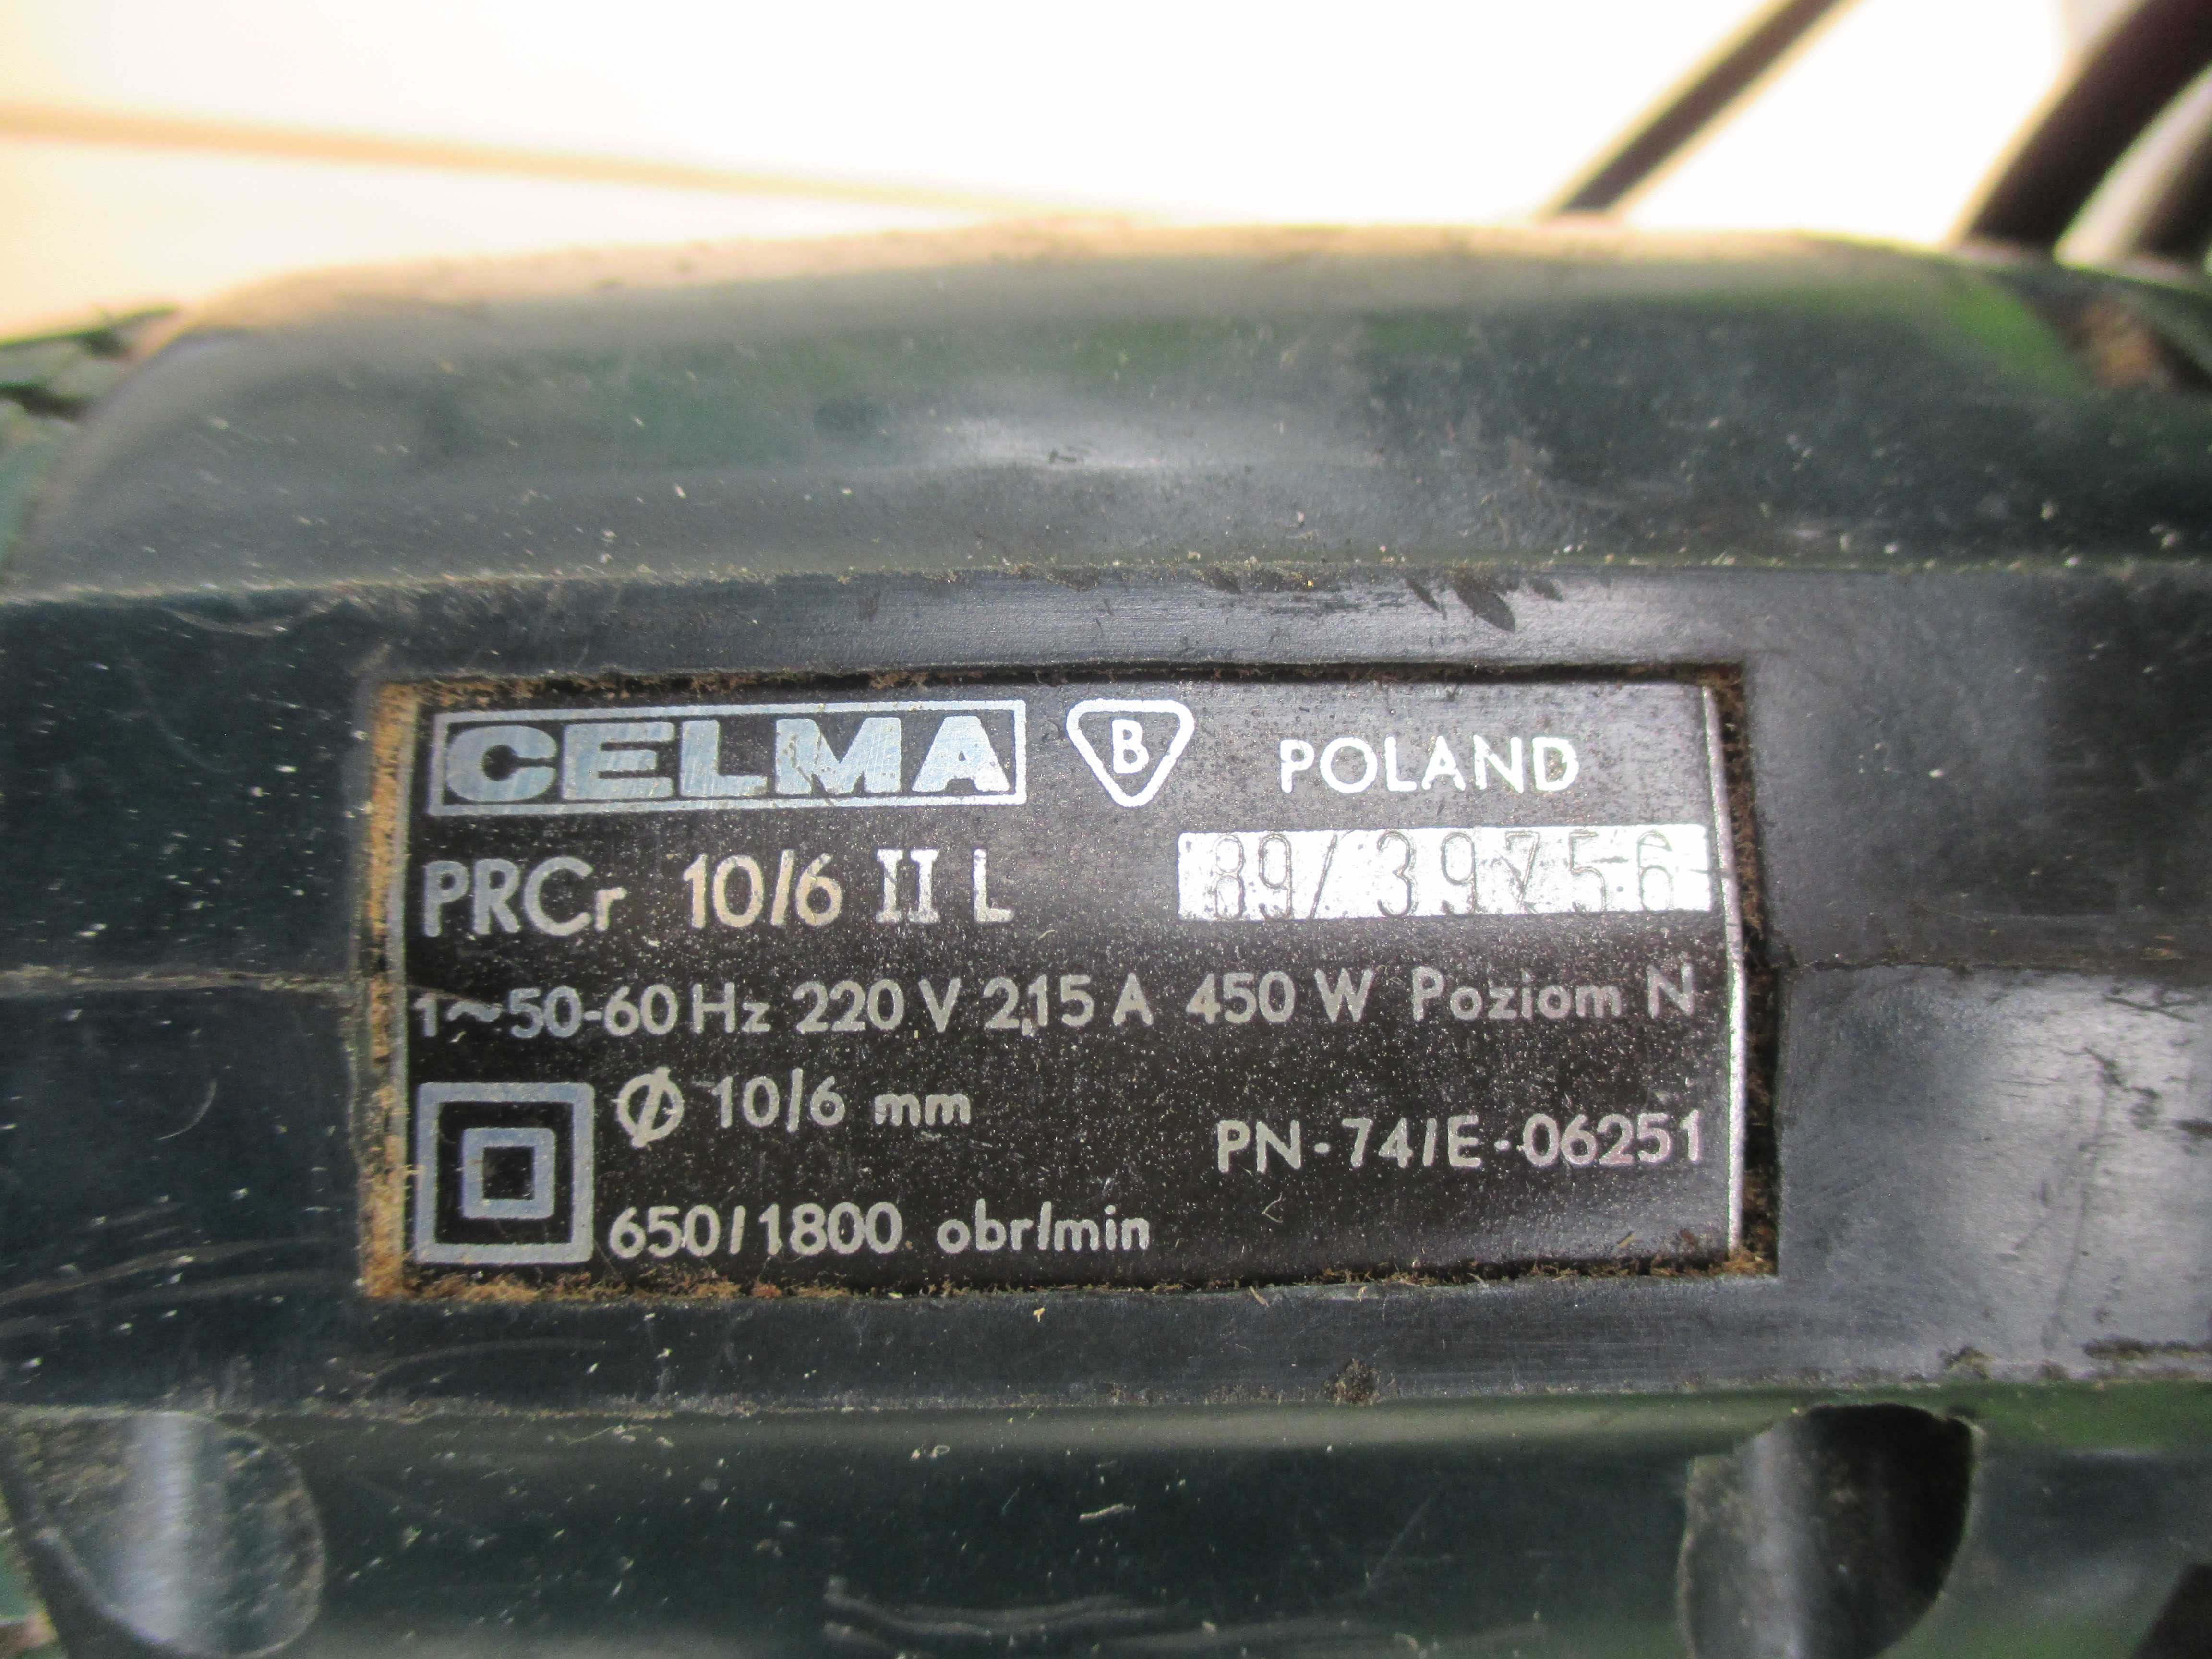 CELMA B POLAND
PRCr 10/6 II L 89/39756
1~50-60 Hz 220 V 2,15 A 450 W Poziom N
Ø 10/6 mm
PN-74/E-06251
650/1800 obr/min